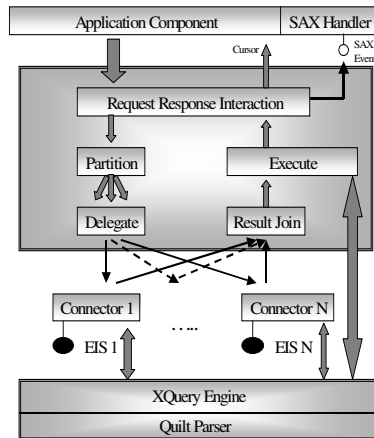 Application Component
SAX Handler
Cursor
SAX
Even
Request Response Interaction
Partition
Execute
Delegate
Result Join
Connector 1
Connector N
.....
EIS 1
EIS N
XQuery Engine
Quilt Parser